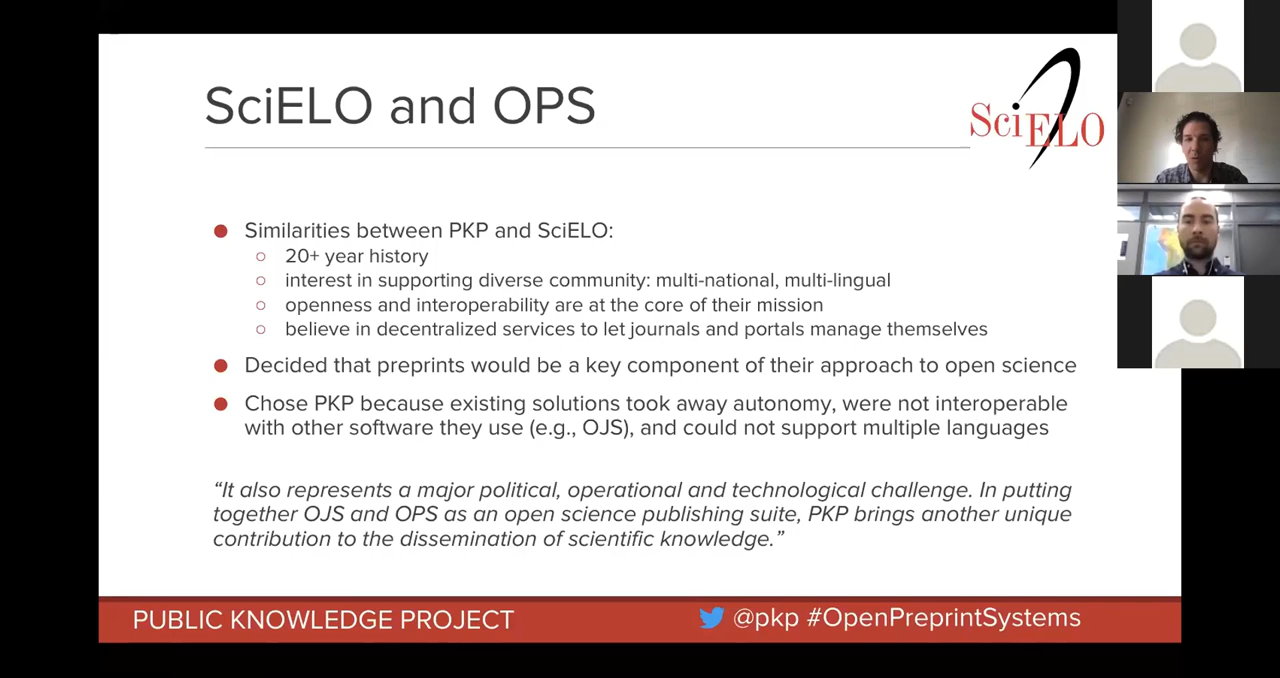 SciELO and OPS
SciELO
Similarities between PKP and SciELO:
20+ year history
interest in supporting diverse community: multi-national, multi-lingual
openness and interoperability are at the core of their mission
believe in decentralized services to let journals and portals manage themselves
Decided that preprints would be a key component of their approach to open science
Chose PKP because existing solutions took away autonomy, were not interoperable
with other software they use (e.g., OJS), and could not support multiple languages
“It also represents a major political, operational and technological challenge. In putting
together OJS and OPS as an open science publishing suite, PKP brings another unique
contribution to the dissemination of scientific knowledge.”
PUBLIC KNOWLEDGE PROJECT
@pkp #OpenPreprintSystems